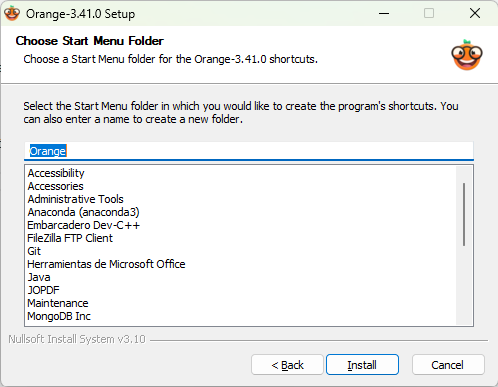 Orange-3.41.0 Setup
Choose Start Menu Folder
Choose a Start Menu folder for the Orange-3.41.0 shortcuts.
Select the Start Menu folder in which you would like to create the program's shortcuts. You
can also enter a name to create a new folder.
Orange
Accessibility
Accessories
Administrative Tools
Anaconda (anaconda3)
Embarcadero Dev-C++
FileZilla FTP Client
Git
Herramientas de Microsoft Office
Java
JOPDF
Maintenance
MongoDB Inc
Nullsoft Install System v3.10
< Back
Install
Cancel